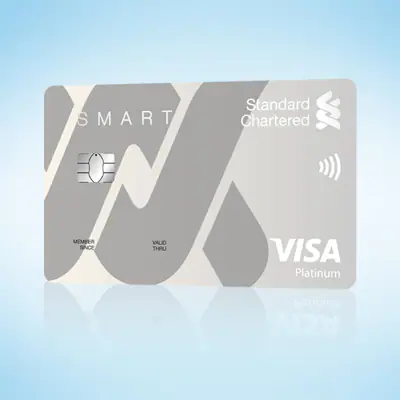 SMART
Standard
Chartered
MEMBER
SINCE
VALID
THRU
VISA
Platinum